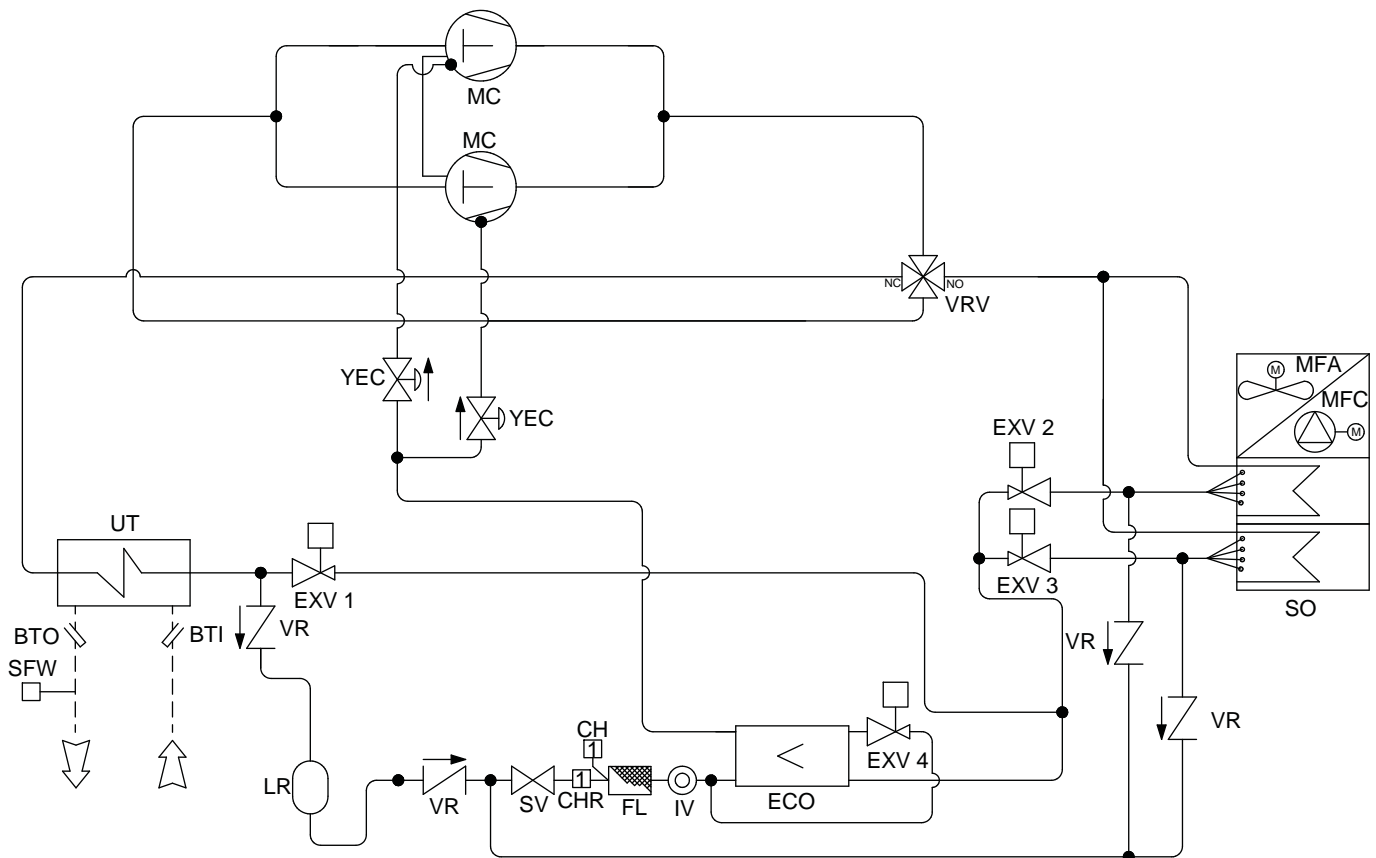 MC
MC
NC
NO
VRV
MFA
M
MFC
M
YEC
YEC
EXV 2
EXV 3
UT
EXV 1
SO
BTO
BTI
VR
VR
SFW
EXV 4
VR
CH
1
1
LR
VR
SV
CHR
FL
IV
ECO